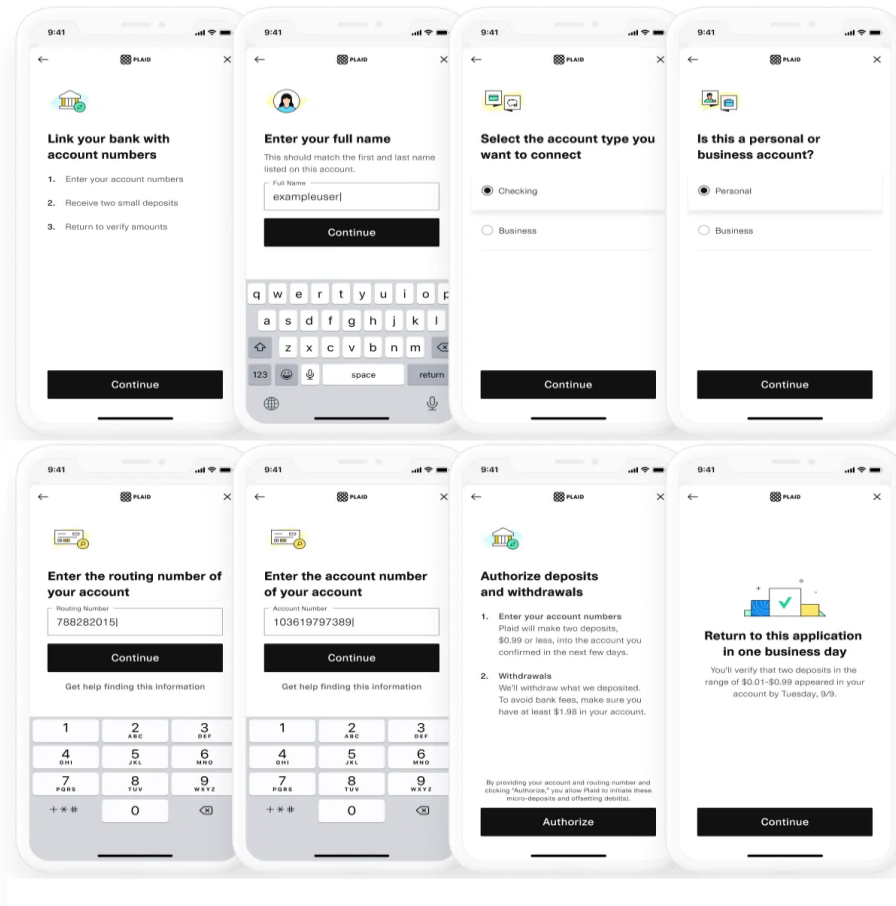 9:41
PLAID
Link your bank with
account numbers
1. Enter your account numbers
2. Receive two small deposits
3. Return to verify amounts
Continue
9:41
PLAID
Enter your full name
This should match the first and last name
listed on this account.
Full Name
exampleuser|
Continue
q w e r t y u i o p
a s d f g h j k l
z x c v b n m
123 space return
9:41
PLAID
Select the account type you
want to connect
Checking
Business
Continue
9:41
PLAID
Is this a personal or
business account?
Personal
Business
Continue
9:41
PLAID
Enter the routing number of
your account
Routing Number
788282015|
Continue
Get help finding this information
1 2 3
ABC DEF
4 5 6
GHI JKL MNO
7 8 9
PQRS TUV WXYZ
+*# 0
9:41
PLAID
Enter the account number
of your account
Account Number
103619797389|
Continue
Get help finding this information
1 2 3
ABC DEF
4 5 6
GHI JKL MNO
7 8 9
PQRS TUV WXYZ
+*# 0
9:41
PLAID
Authorize deposits
and withdrawals
1. Enter your account numbers
Plaid will make two deposits,
$0.99 or less, into the account you
confirmed in the next few days.
2. Withdrawals
We'll withdraw what we deposited.
To avoid bank fees, make sure you
have at least $1.98 in your account.
By providing your account and routing number and
clicking "Authorize," you allow Plaid to initiate these
micro-deposits and offsetting debit(s).
Authorize
9:41
PLAID
Return to this application
in one business day
You'll verify that two deposits in the
range of $0.01-$0.99 appeared in your
account by Tuesday, 9/9.
Continue